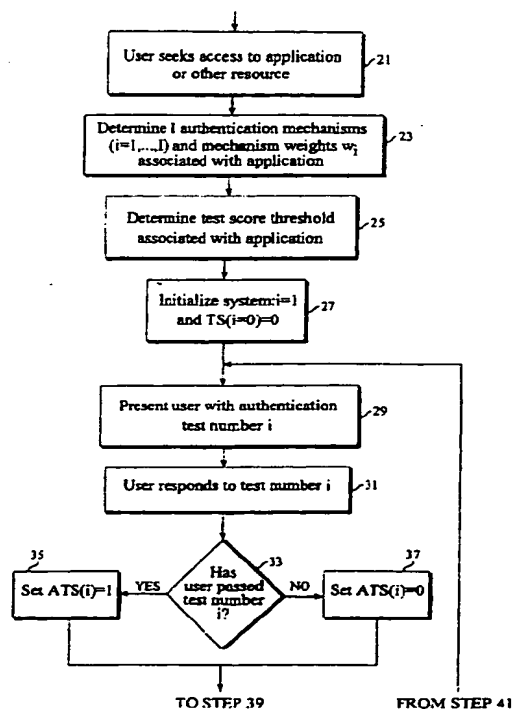 User seeks access to application
or other resource
21
Determine I authentication mechanisms
(i=1,...,I) and mechanism weights wi
associated with application
23
Determine test score threshold
associated with application
25
Initialize system:i=1
and TS(i=0)=0
27
Present user with authentication
test number i
29
User responds to test number i
31
33
Has
user passed
test number
i?
YES
NO
35
Set ATS(i)=1
37
Set ATS(i)=0
TO STEP 39
FROM STEP 41